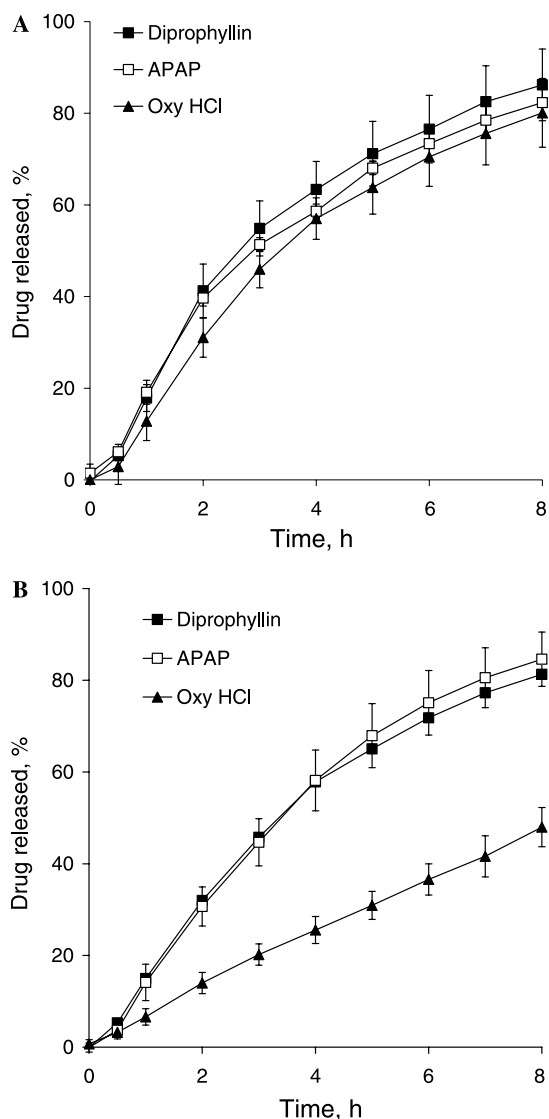 A
Diprophyllin
APAP
Oxy HCl
Drug released, %
100
80
60
40
20
0
0 2 4 6 8
Time, h
B
Diprophyllin
APAP
Oxy HCl
Drug released, %
100
80
60
40
20
0
0 2 4 6 8
Time, h